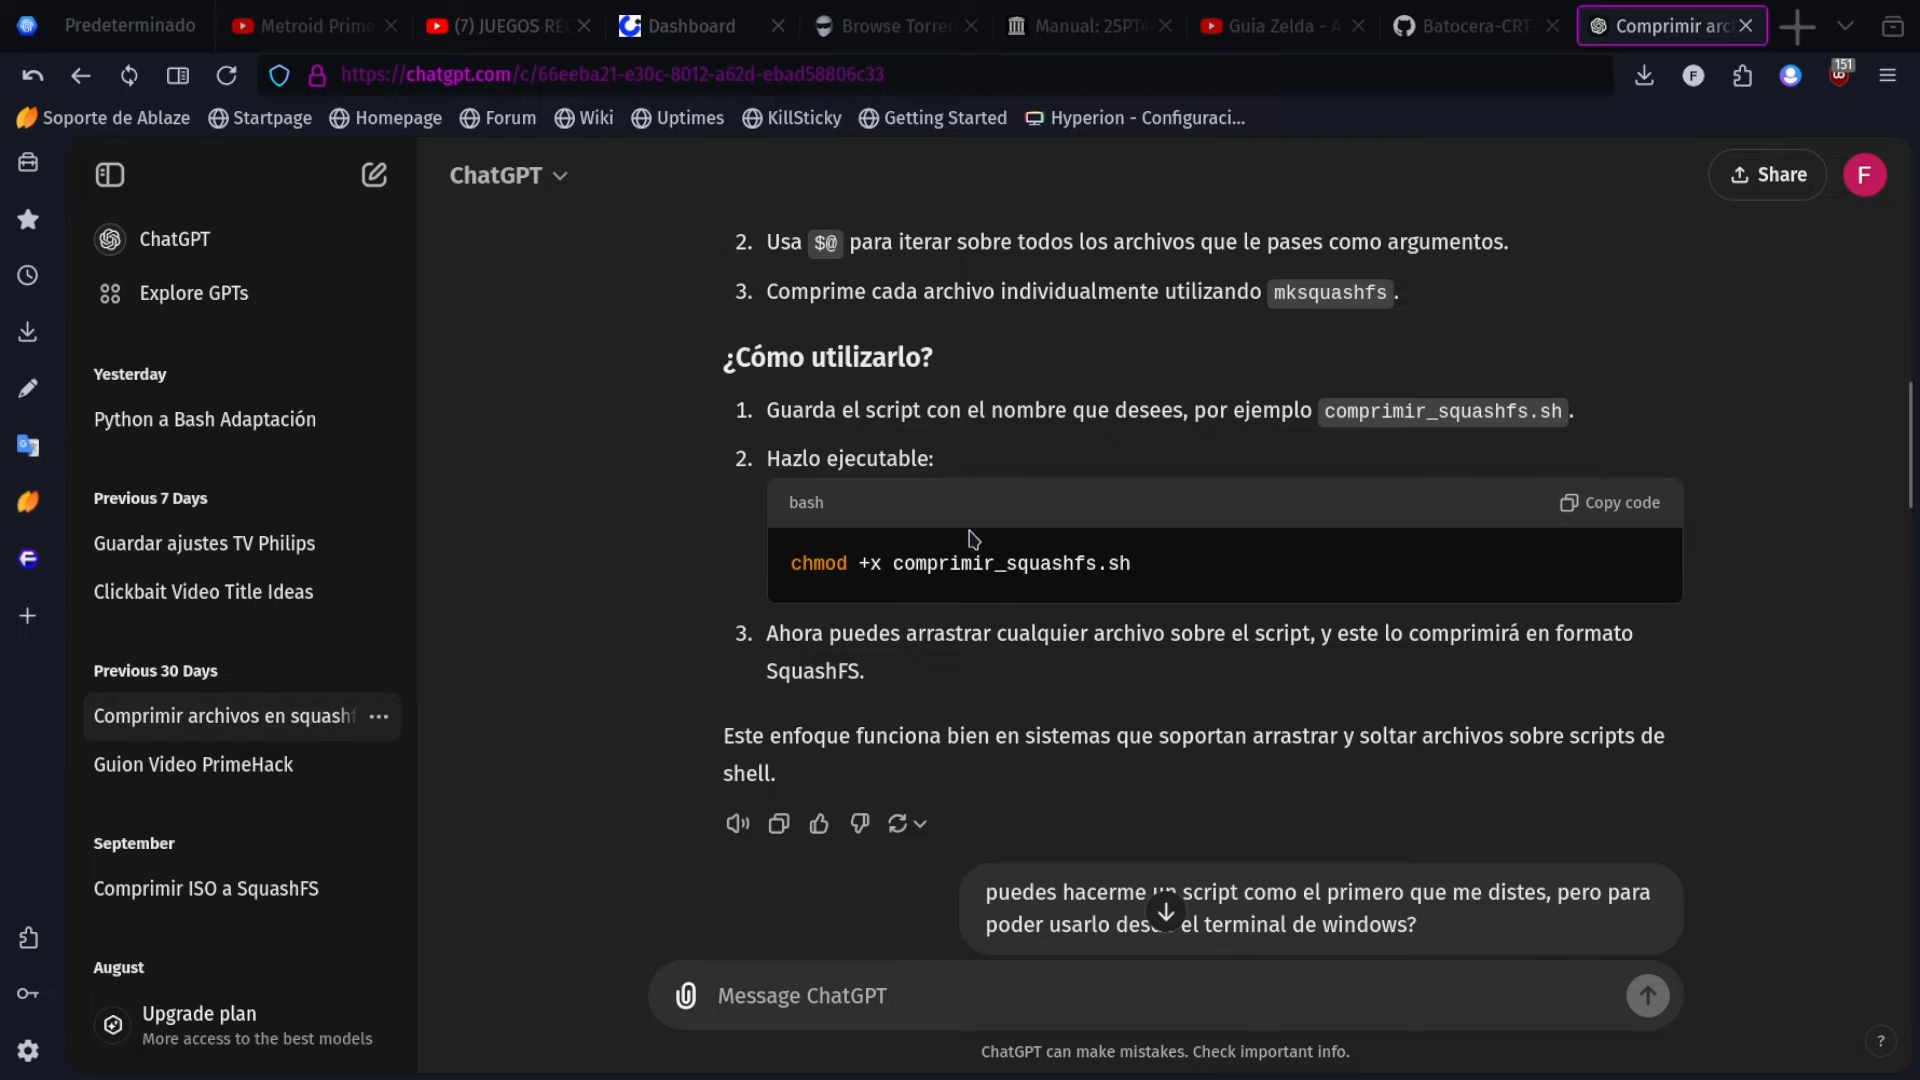 Predeterminado
Metroid Prime
(7) JUEGOS RE
Dashboard
Browse Torre
Manual: 25PT
Guia Zelda - A
Batocera-CRT
Comprimir arc
https://chatgpt.com/c/66eeba21-e30c-8012-a62d-ebad58806c33
F
151
Soporte de Ablaze
Startpage
Homepage
Forum
Wiki
Uptimes
KillSticky
Getting Started
Hyperion - Configuraci...
ChatGPT
Share
F
ChatGPT
Explore GPTs
Yesterday
Python a Bash Adaptación
Previous 7 Days
Guardar ajustes TV Philips
Clickbait Video Title Ideas
Previous 30 Days
Comprimir archivos en squashf
Guion Video PrimeHack
September
Comprimir ISO a SquashFS
August
Upgrade plan
More access to the best models
2. Usa $@ para iterar sobre todos los archivos que le pases como argumentos.
3. Comprime cada archivo individualmente utilizando mksquashfs.
¿Cómo utilizarlo?
1. Guarda el script con el nombre que desees, por ejemplo comprimir_squashfs.sh.
2. Hazlo ejecutable:
bash
Copy code
chmod +x comprimir_squashfs.sh
3. Ahora puedes arrastrar cualquier archivo sobre el script, y este lo comprimirá en formato
SquashFS.
Este enfoque funciona bien en sistemas que soportan arrastrar y soltar archivos sobre scripts de
shell.
puedes hacerme un script como el primero que me distes, pero para
poder usarlo desde el terminal de windows?
Message ChatGPT
ChatGPT can make mistakes. Check important info.
?